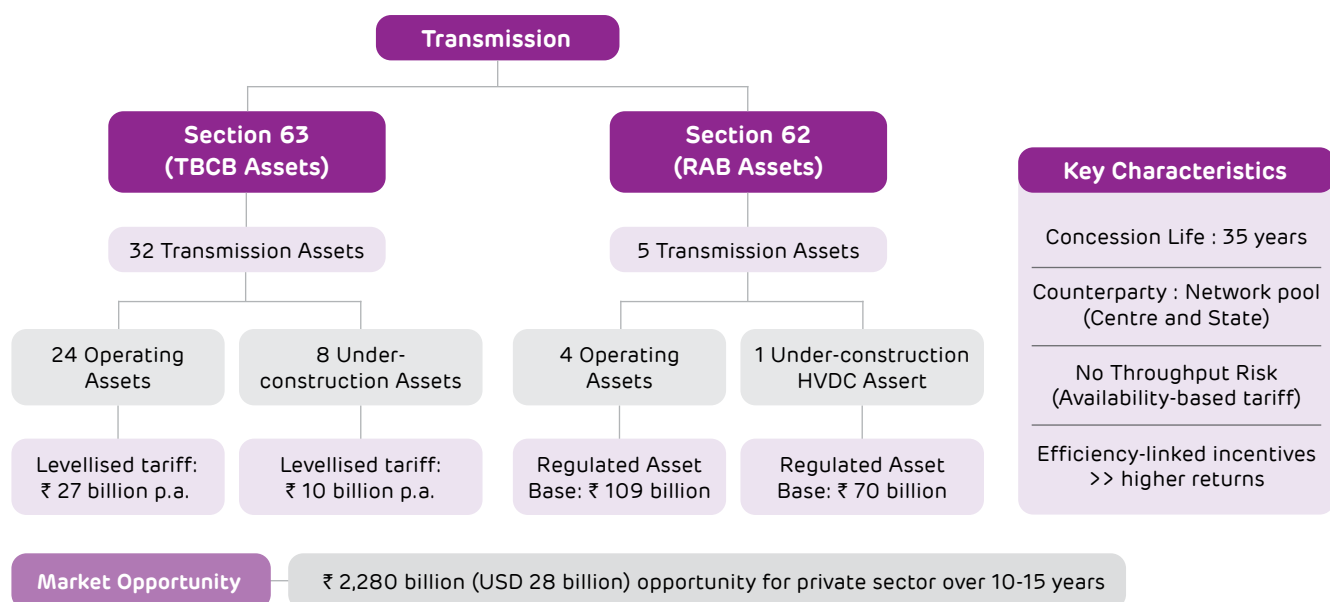 Transmission
Section 63
(TBCB Assets)
Section 62
(RAB Assets)
32 Transmission Assets
5 Transmission Assets
24 Operating
Assets
8 Under-
construction Assets
4 Operating
Assets
1 Under-construction
HVDC Assert
Levellised tariff:
₹ 27 billion p.a.
Levellised tariff:
₹ 10 billion p.a.
Regulated Asset
Base: ₹ 109 billion
Regulated Asset
Base: ₹ 70 billion
Key Characteristics
Concession Life : 35 years
Counterparty : Network pool
(Centre and State)
No Throughput Risk
(Availability-based tariff)
Efficiency-linked incentives
>> higher returns
Market Opportunity
₹ 2,280 billion (USD 28 billion) opportunity for private sector over 10-15 years